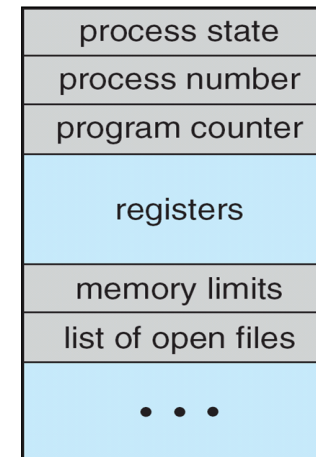 process state
process number
program counter
registers
memory limits
list of open files
• • •